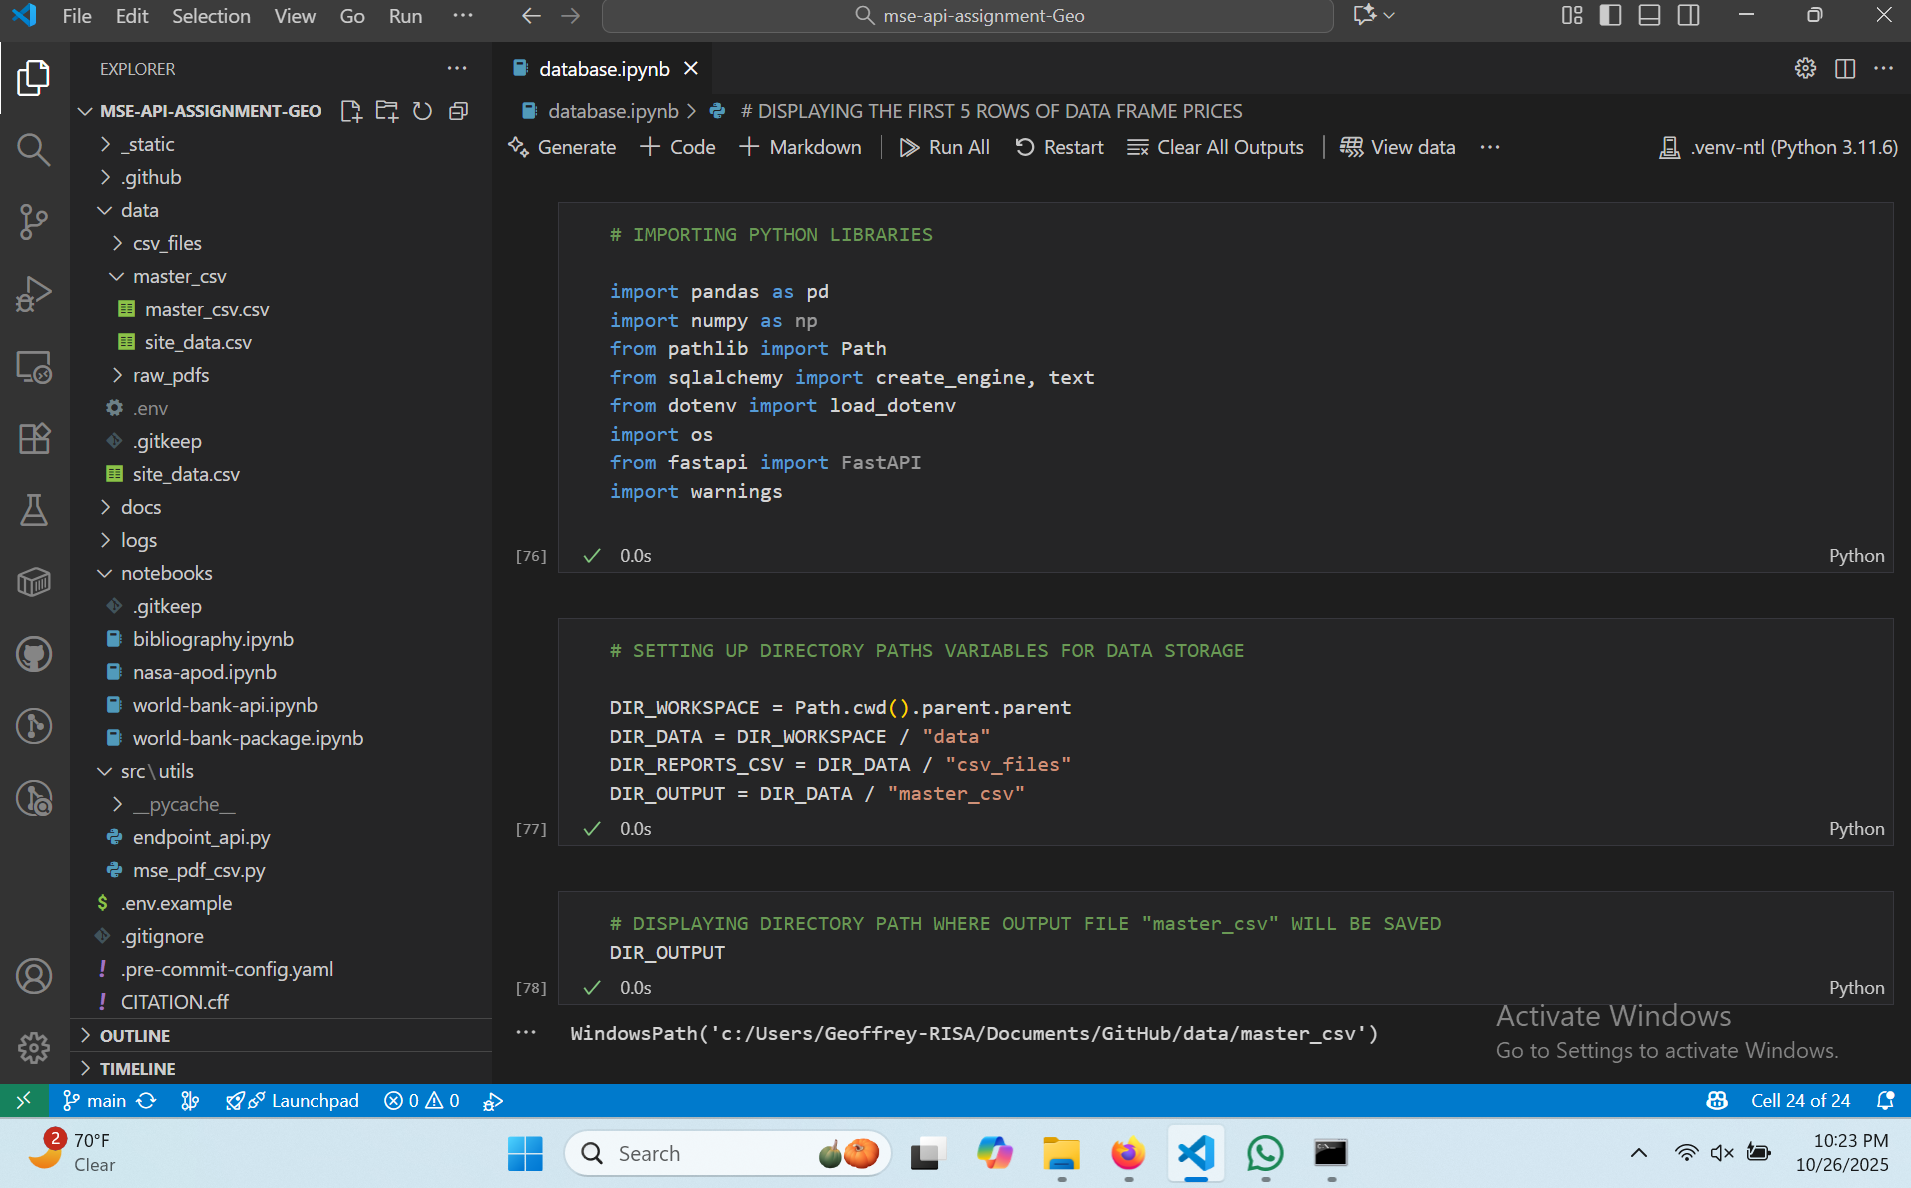 File Edit Selection View Go Run ···
mse-api-assignment-Geo
EXPLORER
MSE-API-ASSIGNMENT-GEO
_static
.github
data
csv_files
master_csv
master_csv.csv
site_data.csv
raw_pdfs
.env
.gitkeep
site_data.csv
docs
logs
notebooks
.gitkeep
bibliography.ipynb
nasa-apod.ipynb
world-bank-api.ipynb
world-bank-package.ipynb
src\utils
__pycache__
endpoint_api.py
mse_pdf_csv.py
.env.example
.gitignore
.pre-commit-config.yaml
CITATION.cff
OUTLINE
TIMELINE
database.ipynb
database.ipynb > # DISPLAYING THE FIRST 5 ROWS OF DATA FRAME PRICES
Generate + Code + Markdown | Run All Restart Clear All Outputs | View data ··· .venv-ntl (Python 3.11.6)
# IMPORTING PYTHON LIBRARIES
import pandas as pd
import numpy as np
from pathlib import Path
from sqlalchemy import create_engine, text
from dotenv import load_dotenv
import os
from fastapi import FastAPI
import warnings
[76] 0.0s Python
# SETTING UP DIRECTORY PATHS VARIABLES FOR DATA STORAGE
DIR_WORKSPACE = Path.cwd().parent.parent
DIR_DATA = DIR_WORKSPACE / "data"
DIR_REPORTS_CSV = DIR_DATA / "csv_files"
DIR_OUTPUT = DIR_DATA / "master_csv"
[77] 0.0s Python
# DISPLAYING DIRECTORY PATH WHERE OUTPUT FILE "master_csv" WILL BE SAVED
DIR_OUTPUT
[78] 0.0s Python
WindowsPath('c:/Users/Geoffrey-RISA/Documents/GitHub/data/master_csv')
Activate Windows
Go to Settings to activate Windows.
main Launchpad 0 0 Cell 24 of 24
2
70°F
Clear
Search
10:23 PM
10/26/2025